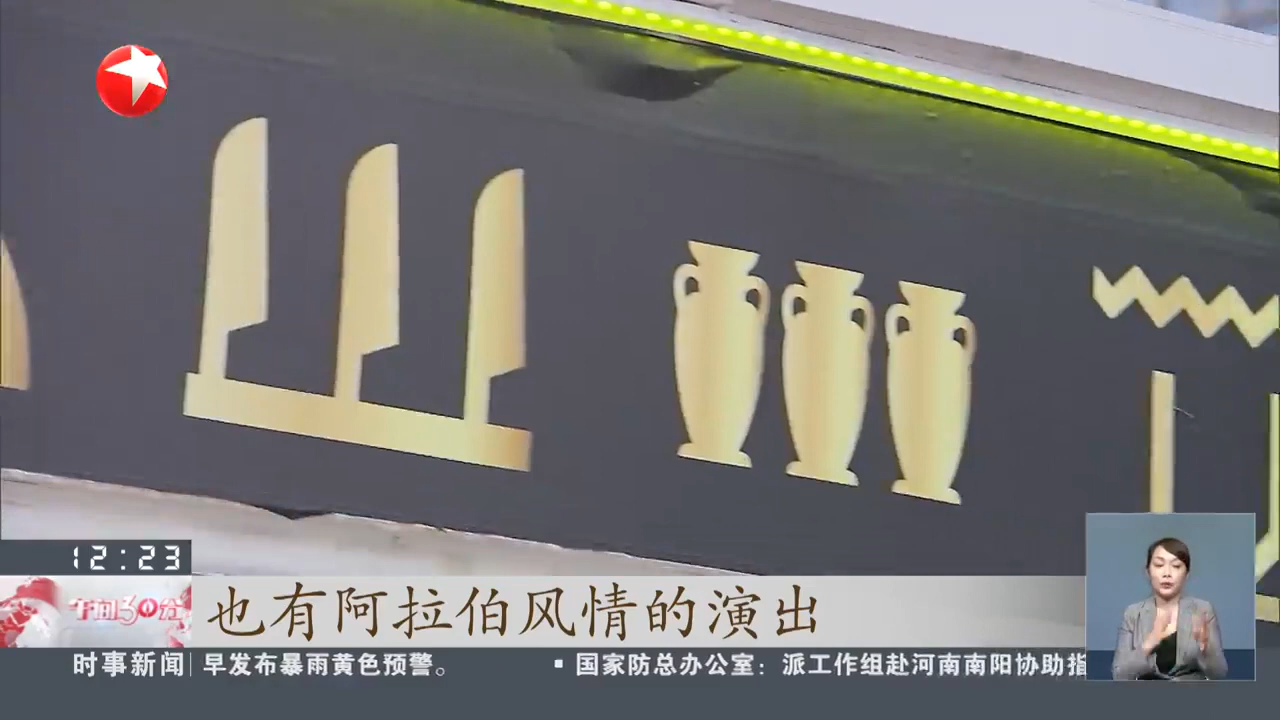 12:23
午间30分
也有阿拉伯风情的演出
时事新闻 早发布暴雨黄色预警。 ▪ 国家防总办公室：派工作组赴河南南阳协助指